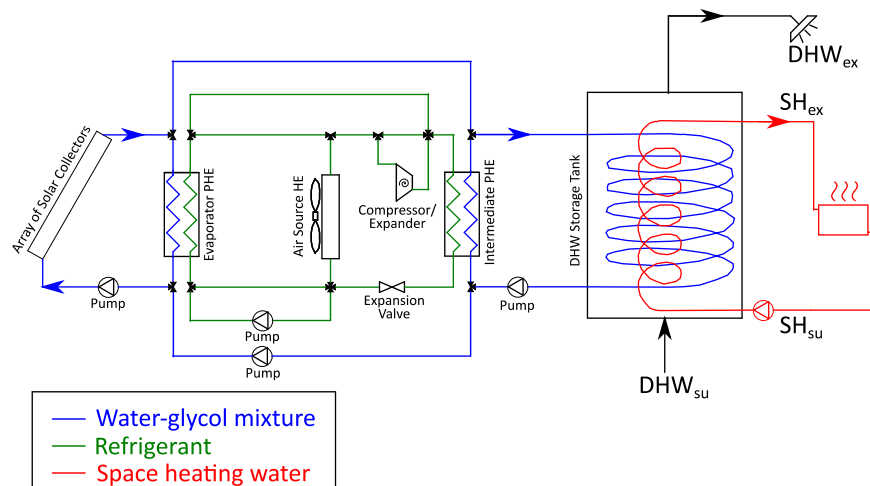 DHWex
SHex
Array of Solar Collectors
Evaporator PHE
Air Source HE
Compressor/
Expander
Intermediate PHE
DHW Storage Tank
Pump
Expansion
Valve
Pump
Pump
Pump
SHsu
DHWsu
Water-glycol mixture
Refrigerant
Space heating water